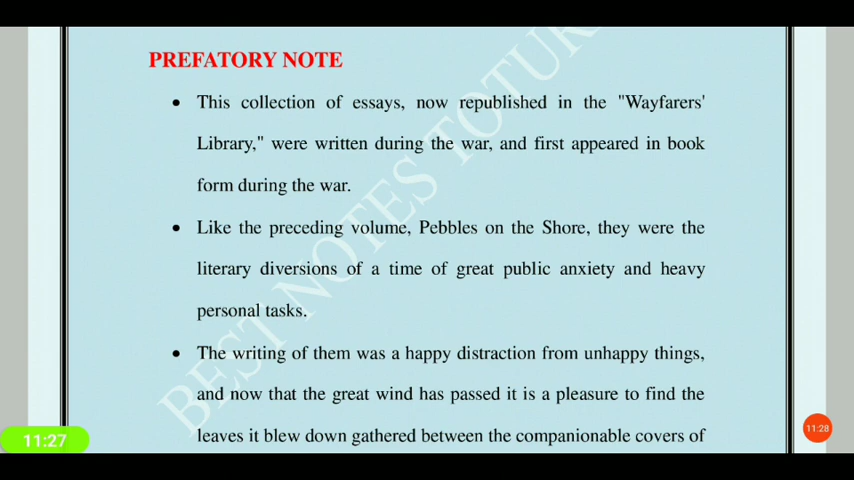 PREFATORY NOTE
• This collection of essays, now republished in the "Wayfarers'
Library," were written during the war, and first appeared in book
form during the war.
• Like the preceding volume, Pebbles on the Shore, they were the
literary diversions of a time of great public anxiety and heavy
personal tasks.
• The writing of them was a happy distraction from unhappy things,
and now that the great wind has passed it is a pleasure to find the
leaves it blew down gathered between the companionable covers of
BEST NOTES TOTUR
11:27
11:28